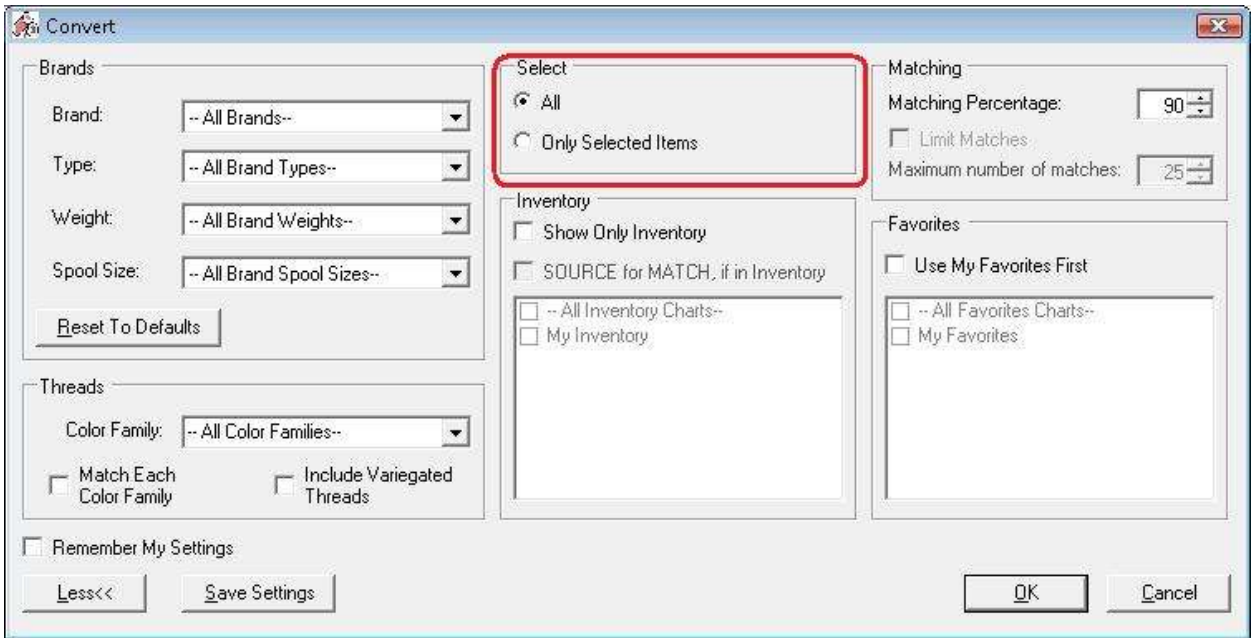 Convert
Brands
Brand:
-- All Brands--
Type:
-- All Brand Types--
Weight:
-- All Brand Weights--
Spool Size:
-- All Brand Spool Sizes--
Reset To Defaults
Threads
Color Family:
-- All Color Families--
Match Each
Color Family
Include Variegated
Threads
Select
All
Only Selected Items
Inventory
Show Only Inventory
SOURCE for MATCH, if in Inventory
-- All Inventory Charts--
My Inventory
Matching
Matching Percentage:
90
Limit Matches
Maximum number of matches:
25
Favorites
Use My Favorites First
-- All Favorites Charts--
My Favorites
Remember My Settings
Less<<
Save Settings
OK
Cancel